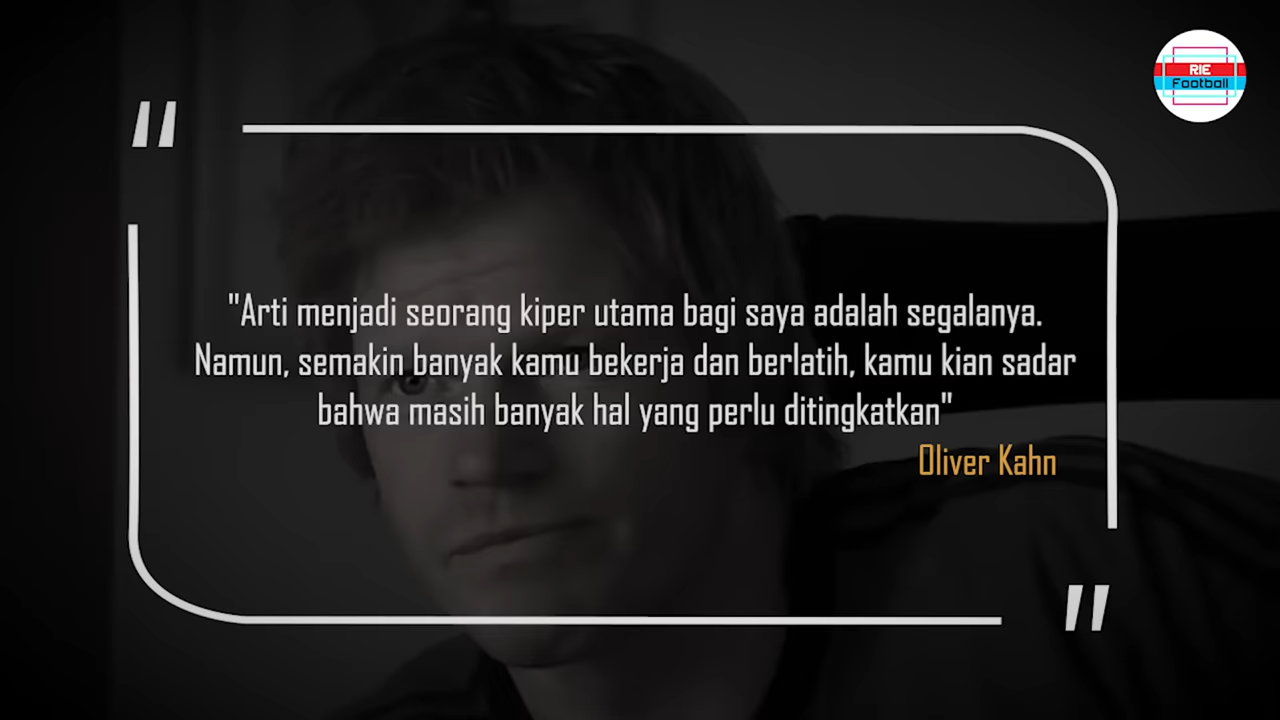 RIE
Football
"Arti menjadi seorang kiper utama bagi saya adalah segalanya.
Namun, semakin banyak kamu bekerja dan berlatih, kamu kian sadar
bahwa masih banyak hal yang perlu ditingkatkan"
Oliver Kahn